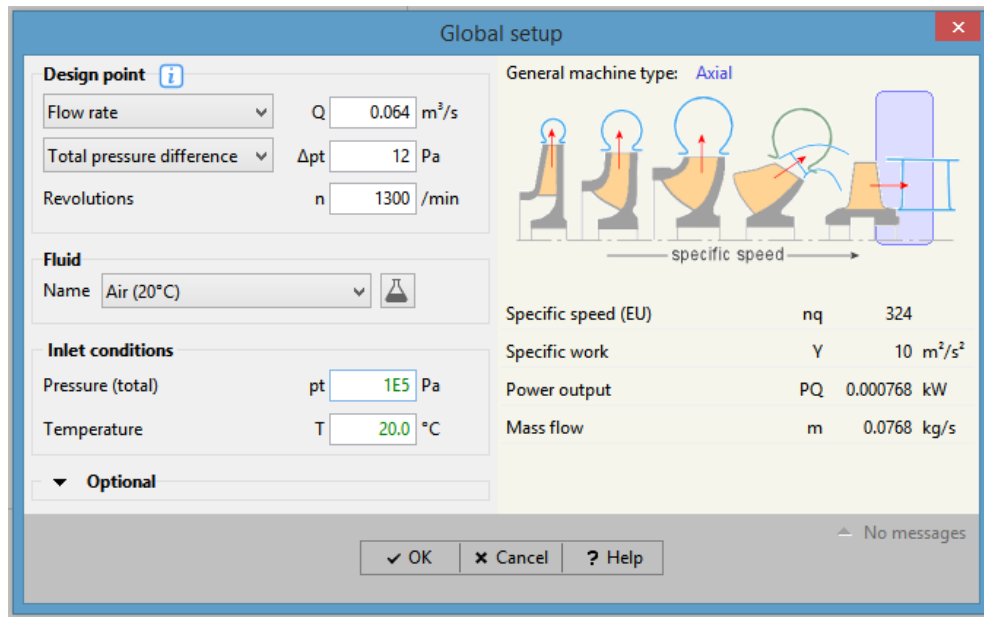 Global setup
Design point i
Flow rate Q 0.064 m³/s
Total pressure difference Δpt 12 Pa
Revolutions n 1300 /min
Fluid
Name Air (20°C)
Inlet conditions
Pressure (total) pt 1E5 Pa
Temperature T 20.0 °C
Optional
General machine type: Axial
specific speed
Specific speed (EU) nq 324
Specific work Y 10 m²/s²
Power output PQ 0.000768 kW
Mass flow m 0.0768 kg/s
No messages
OK Cancel ? Help